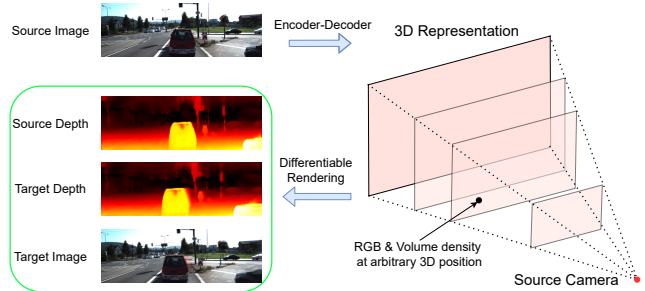 Source Image
Encoder-Decoder
3D Representation
Source Depth
Target Depth
Differentiable
Rendering
Target Image
RGB & Volume density
at arbitrary 3D position
Source Camera